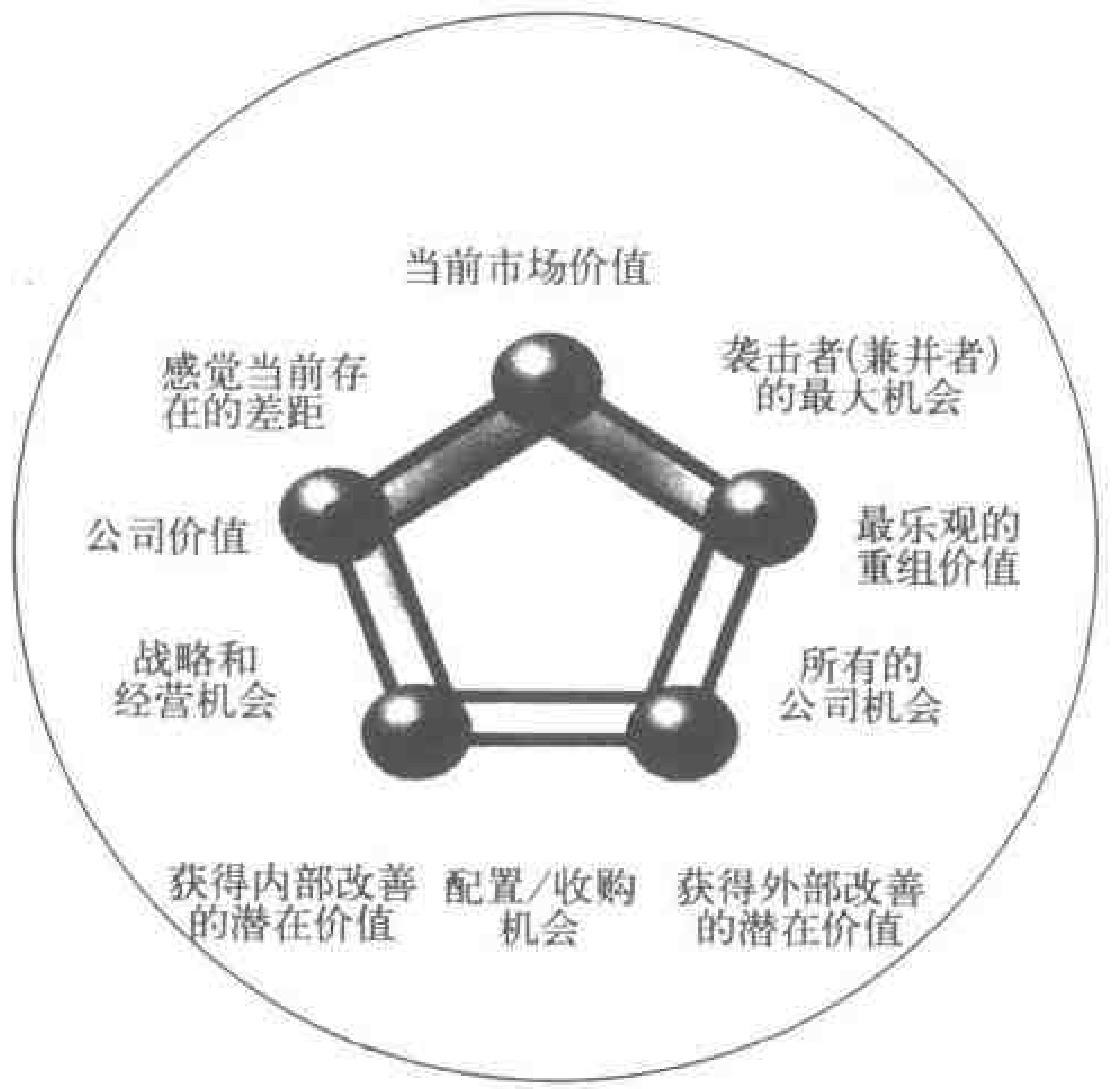 当前市场价值
感觉当前存
在的差距
袭击者(兼并者)
的最大机会
公司价值
最乐观的
重组价值
战略和
经营机会
所有的
公司机会
获得内部改善
的潜在价值
配置/收购
机会
获得外部改善
的潜在价值